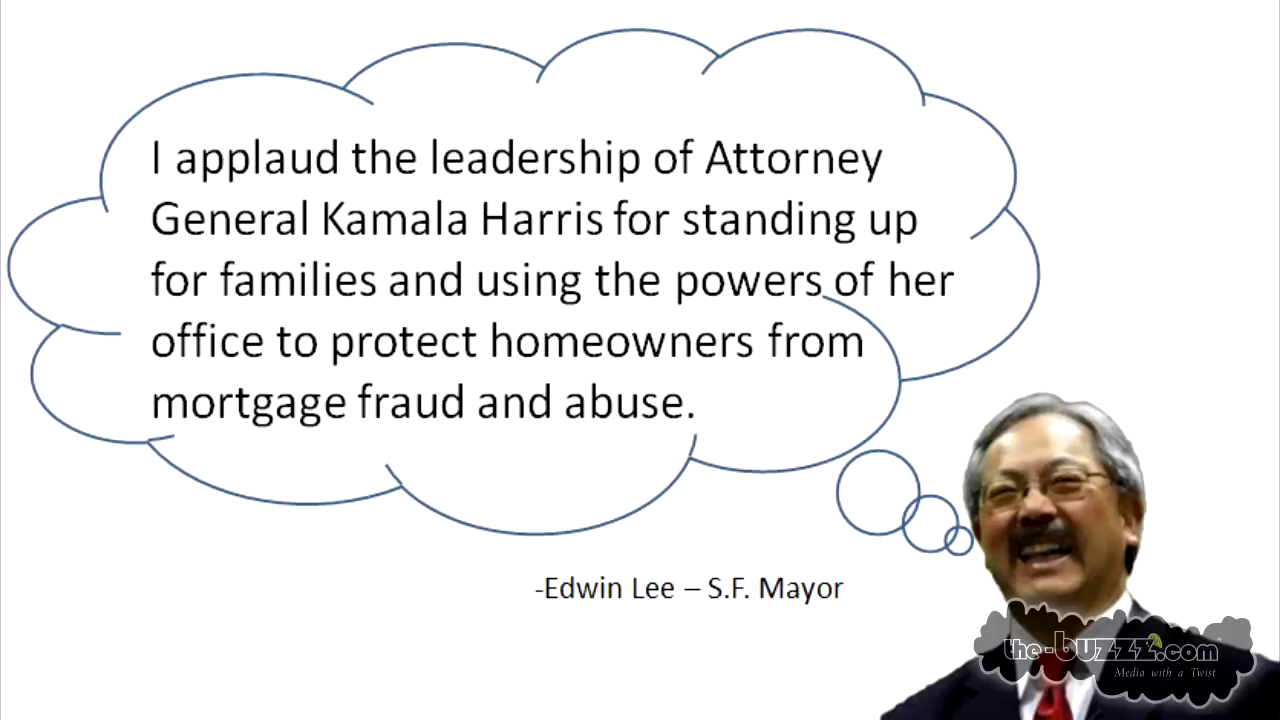 I applaud the leadership of Attorney
General Kamala Harris for standing up
for families and using the powers of her
office to protect homeowners from
mortgage fraud and abuse.
-Edwin Lee – S.F. Mayor
the-buzzz.com
Media with a Twist